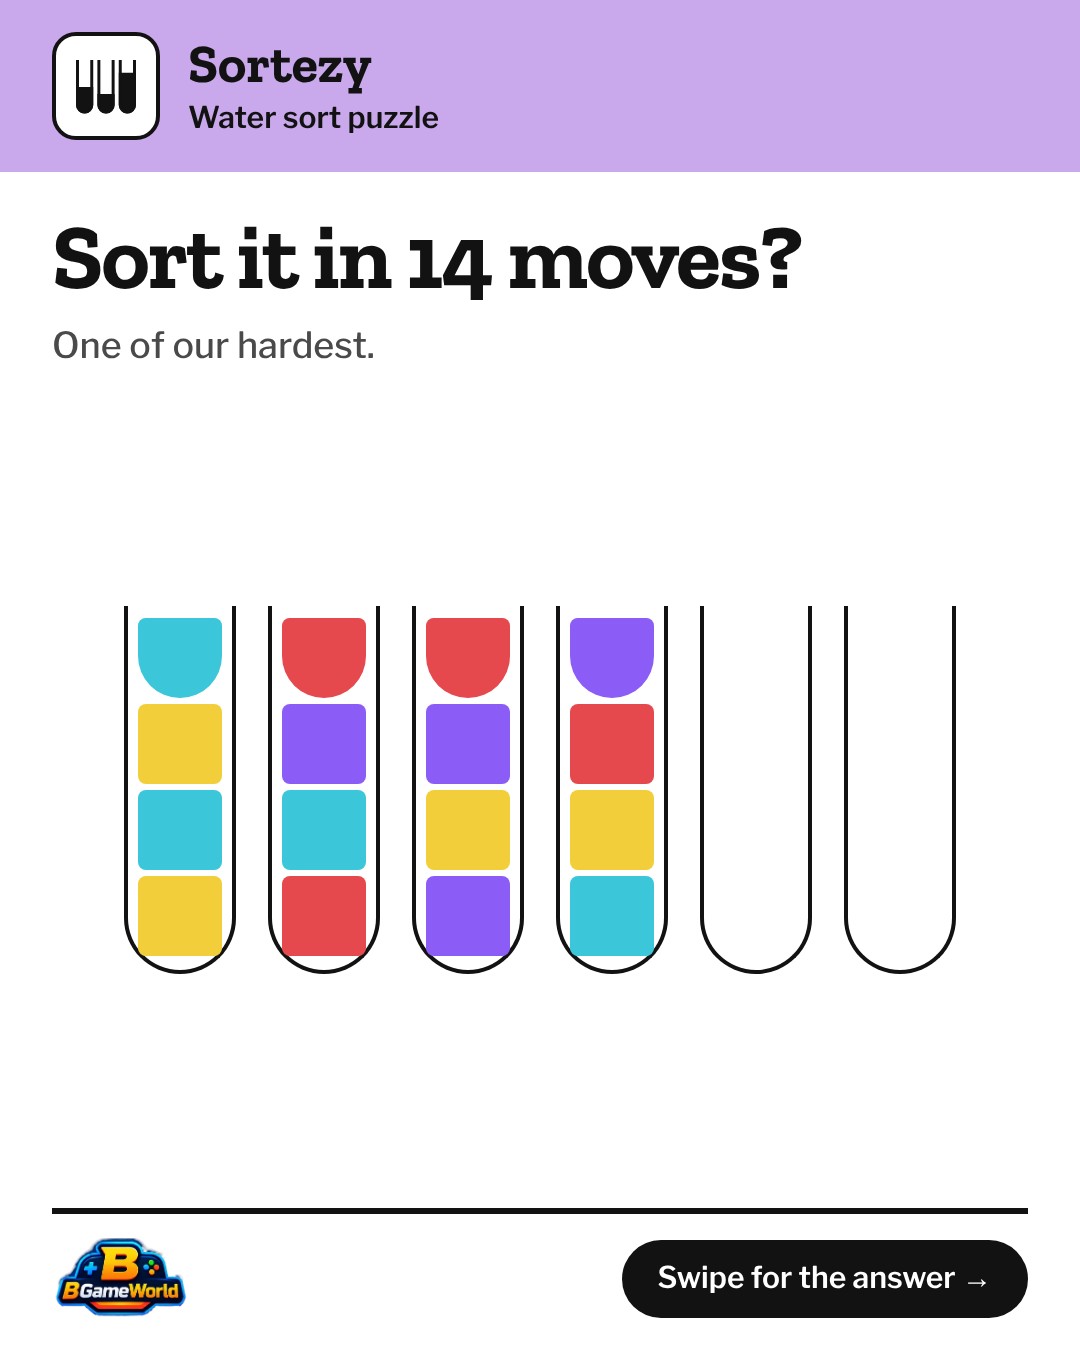 Sortezy
Water sort puzzle
Sort it in 14 moves?
One of our hardest.
B
BGameWorld
Swipe for the answer →